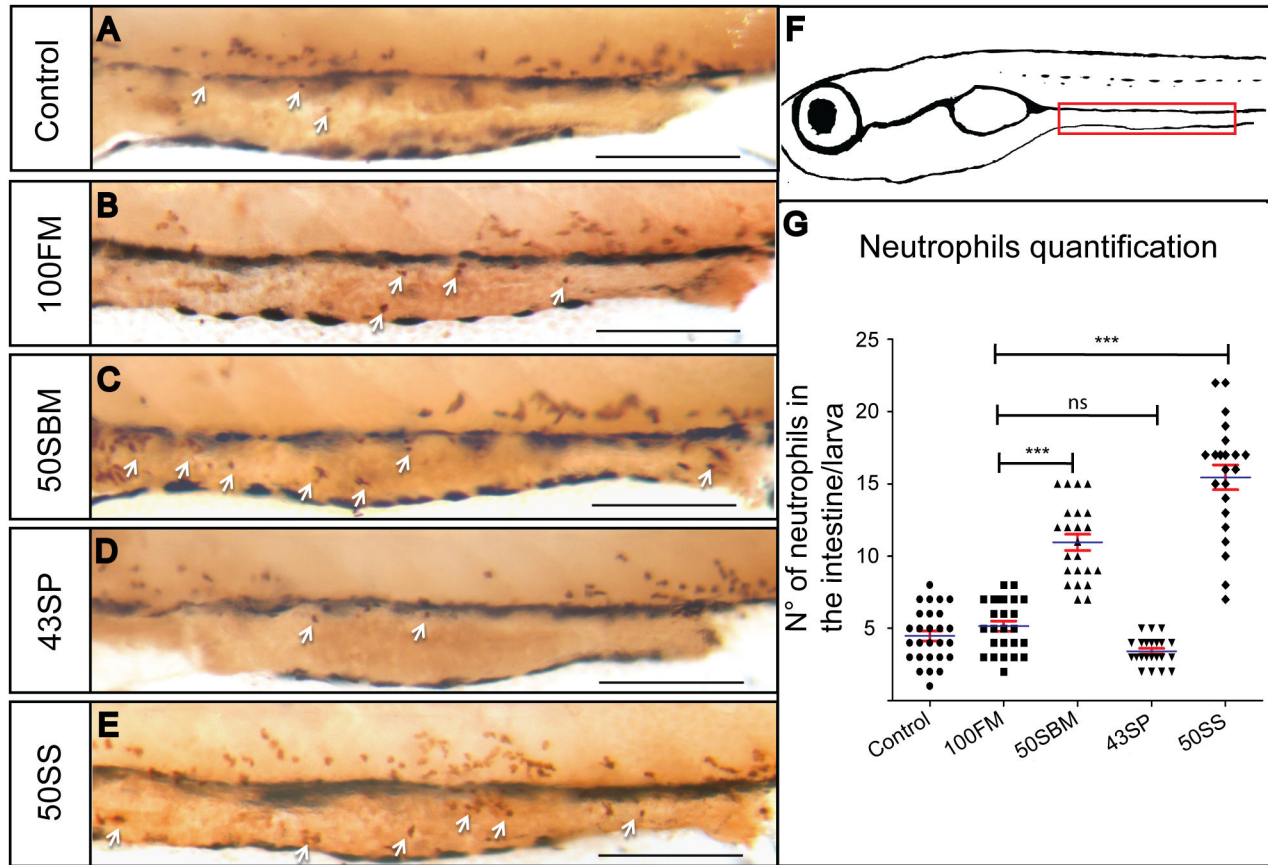 Control
A
100FM
B
50SBM
C
43SP
D
50SS
E
F
G
Neutrophils quantification
N° of neutrophils in
the intestine/larva
25
20
15
10
5
***
ns
***
Control
100FM
50SBM
43SP
50SS